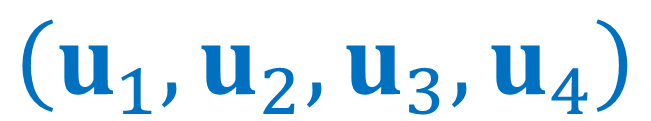 (𝐮₁, 𝐮₂, 𝐮₃, 𝐮₄)